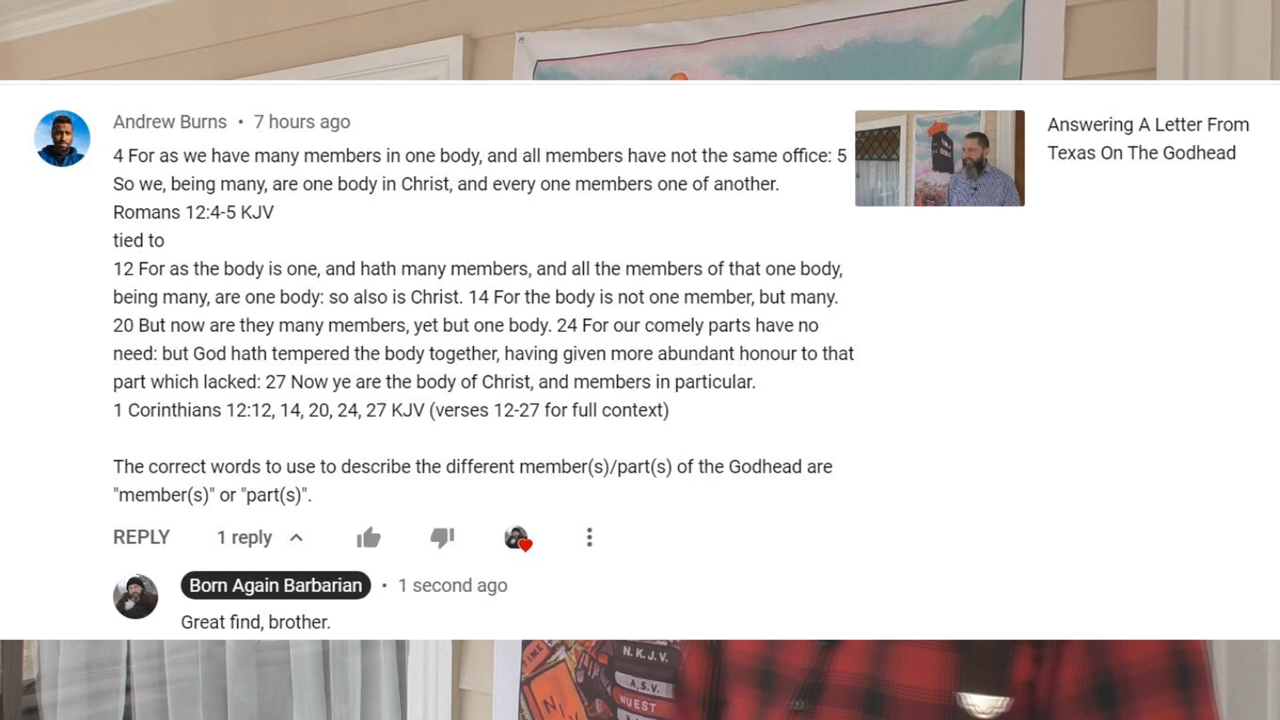 Andrew Burns • 7 hours ago
4 For as we have many members in one body, and all members have not the same office: 5
So we, being many, are one body in Christ, and every one members one of another.
Romans 12:4-5 KJV
tied to
12 For as the body is one, and hath many members, and all the members of that one body,
being many, are one body: so also is Christ. 14 For the body is not one member, but many.
20 But now are they many members, yet but one body. 24 For our comely parts have no
need: but God hath tempered the body together, having given more abundant honour to that
part which lacked: 27 Now ye are the body of Christ, and members in particular.
1 Corinthians 12:12, 14, 20, 24, 27 KJV (verses 12-27 for full context)
The correct words to use to describe the different member(s)/part(s) of the Godhead are
"member(s)" or "part(s)".
REPLY 1 reply
Born Again Barbarian • 1 second ago
Great find, brother.
Answering A Letter From
Texas On The Godhead
N.K.J.V.
A.S.V.